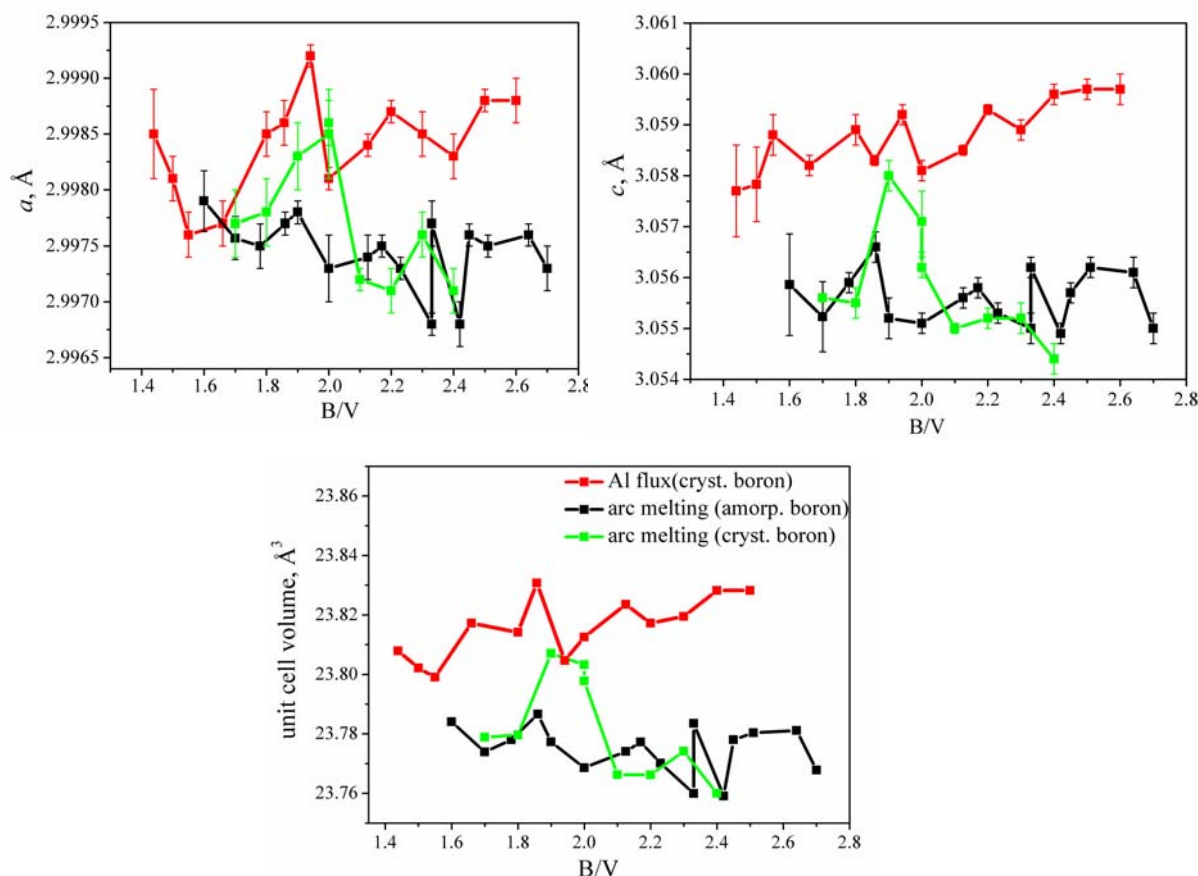 2.9995
2.9990
2.9985
2.9980
2.9975
2.9970
2.9965
a, Å
1.4 1.6 1.8 2.0 2.2 2.4 2.6 2.8
B/V
3.061
3.060
3.059
3.058
3.057
3.056
3.055
3.054
c, Å
1.4 1.6 1.8 2.0 2.2 2.4 2.6 2.8
B/V
Al flux(cryst. boron)
arc melting (amorp. boron)
arc melting (cryst. boron)
23.86
23.84
23.82
23.80
23.78
23.76
unit cell volume, Å³
1.4 1.6 1.8 2.0 2.2 2.4 2.6 2.8
B/V